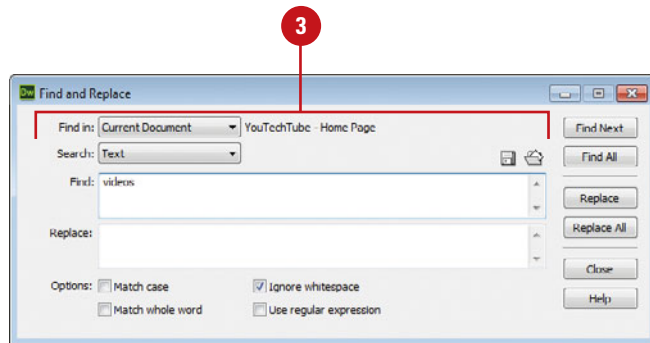 3
Dw Find and Replace
Find in: Current Document YouTechTube - Home Page Find Next
Search: Text Find All
Find: videos
Replace
Replace: Replace All
Close
Options: Match case Ignore whitespace
Help
Match whole word Use regular expression